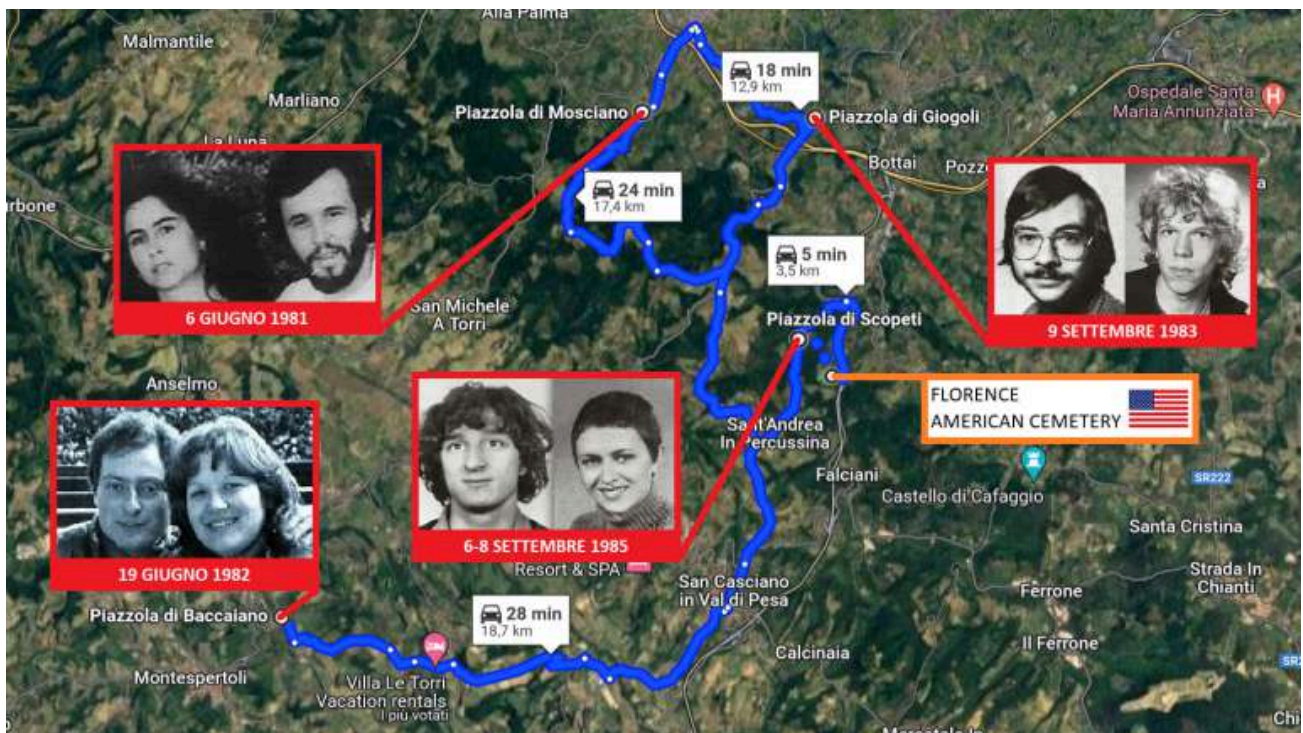 Alla Palma
Malmantile
Marliano
La Luna
18 min
12,9 km
Ospedale Santa
Maria Annunziata
H
Piazzola di Mosciano
Piazzola di Giogoli
Bottai
24 min
17,4 km
5 min
3,5 km
6 GIUGNO 1981
San Michele
A Torri
Piazzola di Scopeti
9 SETTEMBRE 1983
Anselmo
FLORENCE
AMERICAN CEMETERY
Sant'Andrea
In Percussina
Falciani
Castello di Cafaggio
SR222
Santa Cristina
6-8 SETTEMBRE 1985
Resort & SPA
19 GIUGNO 1982
San Casciano
in Val di Pesa
Strada In
Chianti
Ferrone
Piazzola di Baccaiano
28 min
18,7 km
Il Ferrone
Calcinaia
Montespertoli
Villa Le Torri
Vacation rentals
I più votati